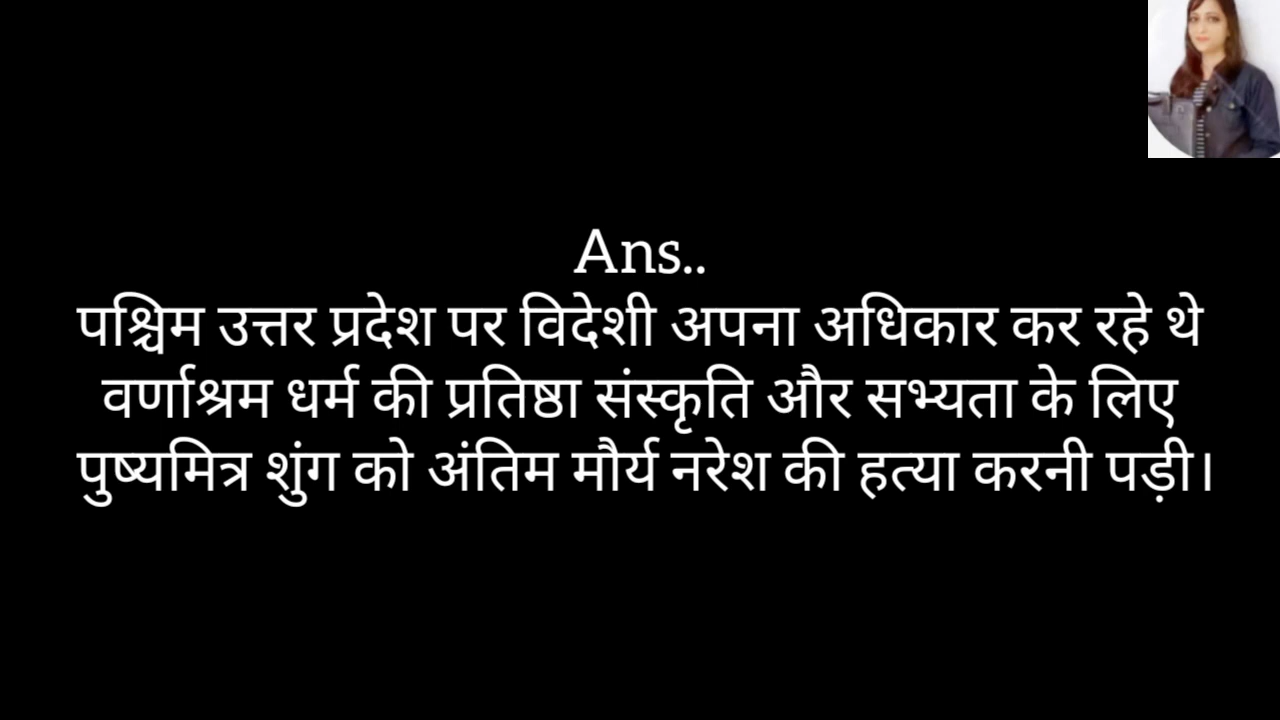 Ans..
पश्चिम उत्तर प्रदेश पर विदेशी अपना अधिकार कर रहे थे
वर्णाश्रम धर्म की प्रतिष्ठा संस्कृति और सभ्यता के लिए
पुष्यमित्र शुंग को अंतिम मौर्य नरेश की हत्या करनी पड़ी।